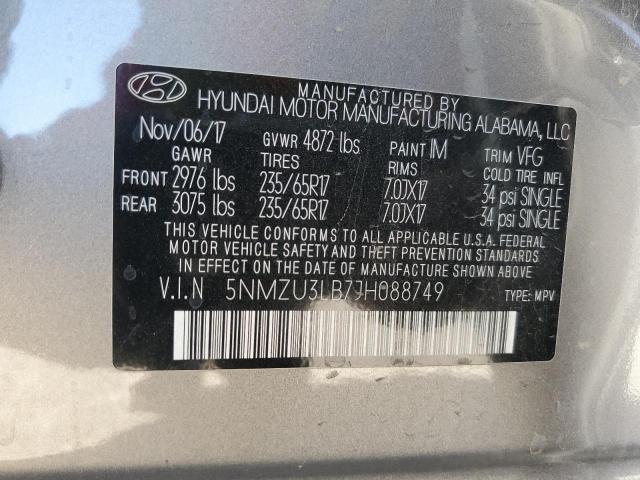 MANUFACTURED BY
HYUNDAI MOTOR MANUFACTURING ALABAMA, LLC
Nov/06/17 GVWR 4872 lbs PAINT IM TRIM VFG
GAWR TIRES RIMS COLD TIRE INFL
FRONT 2976 lbs 235/65R17 7.0JX17 34 psi SINGLE
REAR 3075 lbs 235/65R17 7.0JX17 34 psi SINGLE
THIS VEHICLE CONFORMS TO ALL APPLICABLE U.S.A. FEDERAL
MOTOR VEHICLE SAFETY AND THEFT PREVENTION STANDARDS
IN EFFECT ON THE DATE OF MANUFACTURE SHOWN ABOVE.
V.I.N 5NMZU3LB7JH088749 TYPE: MPV